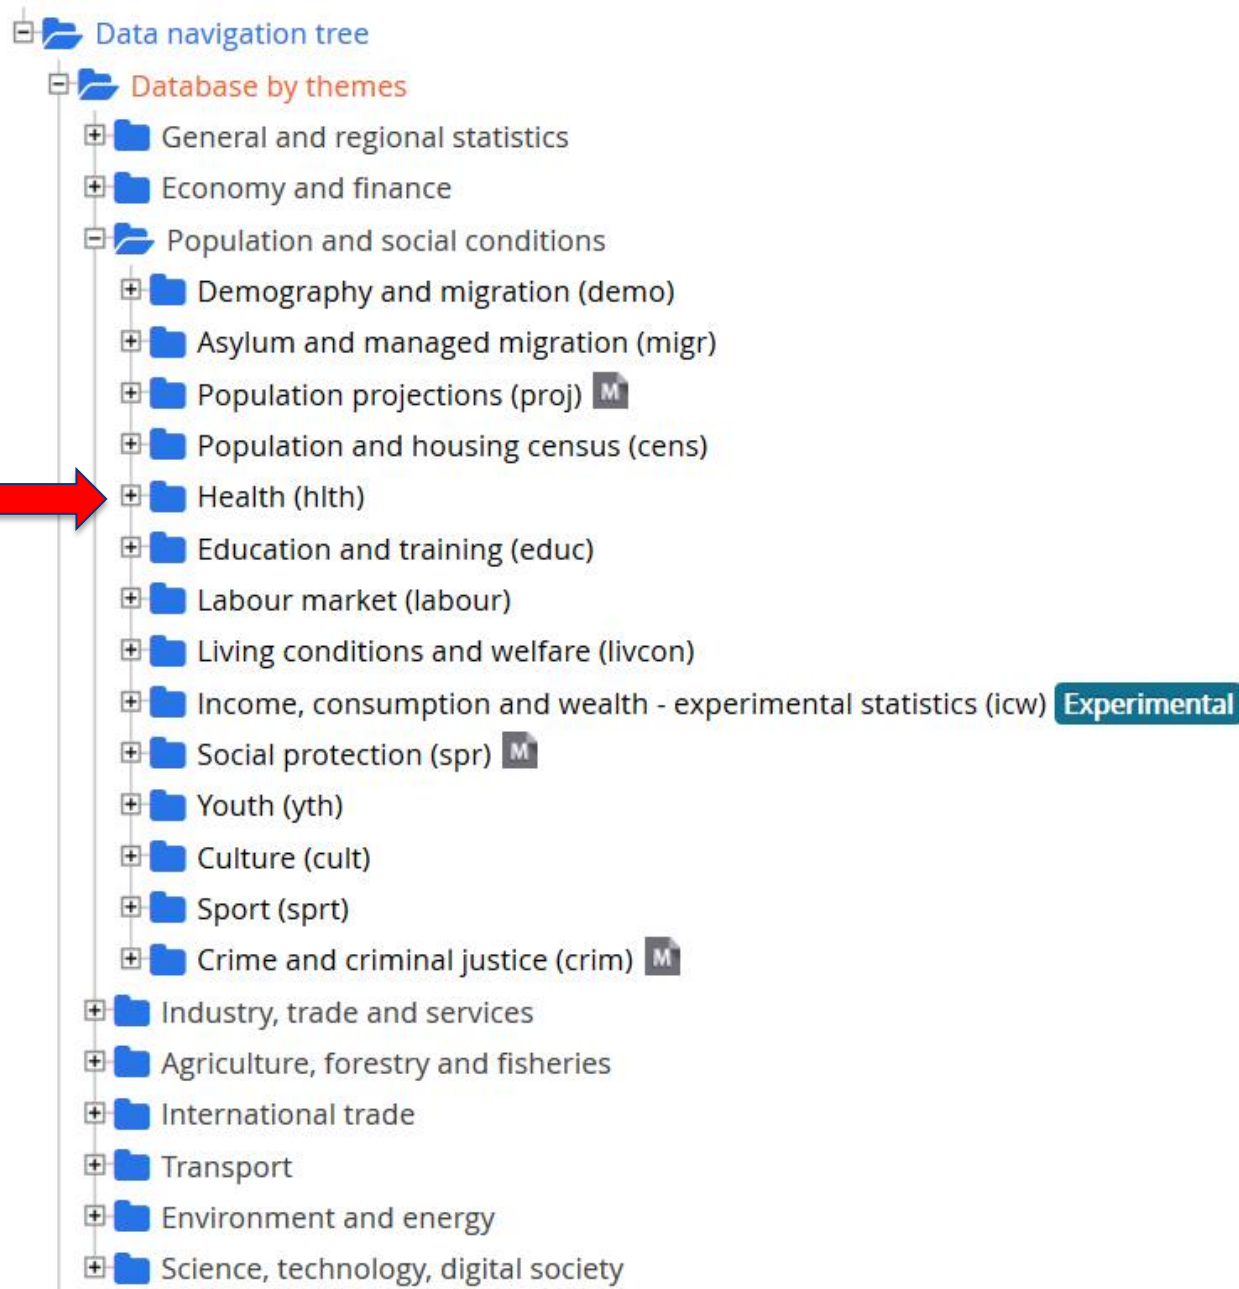 Data navigation tree
Database by themes
General and regional statistics
Economy and finance
Population and social conditions
Demography and migration (demo)
Asylum and managed migration (migr)
Population projections (proj) M
Population and housing census (cens)
Health (hlth)
Education and training (educ)
Labour market (labour)
Living conditions and welfare (livcon)
Income, consumption and wealth - experimental statistics (icw) Experimental
Social protection (spr) M
Youth (yth)
Culture (cult)
Sport (sprt)
Crime and criminal justice (crim) M
Industry, trade and services
Agriculture, forestry and fisheries
International trade
Transport
Environment and energy
Science, technology, digital society